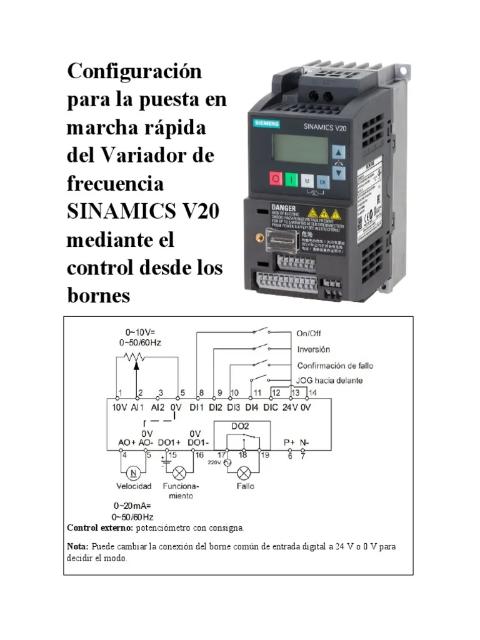 Configuración
para la puesta en
marcha rápida
del Variador de
frecuencia
SINAMICS V20
mediante el
control desde los
bornes
SIEMENS
SINAMICS V20
DANGER
0~10V=
0~50/60Hz
On/Off
Inversión
Confirmación de fallo
JOG hacia delante
1 2 3 5 8 9 10 11 12 13 14
10V AI1 AI2 0V DI1 DI2 DI3 DI4 DIC 24V 0V
DO2
0V 0V
AO+ AO- DO1+ DO1- P+ N-
4 5 15 16 17 18 19 6 7
220V
N
Velocidad Funciona- Fallo
miento
0~20mA=
0~50/60Hz
Control externo: potenciómetro con consigna.
Nota: Puede cambiar la conexión del borne común de entrada digital a 24 V o 0 V para
decidir el modo.